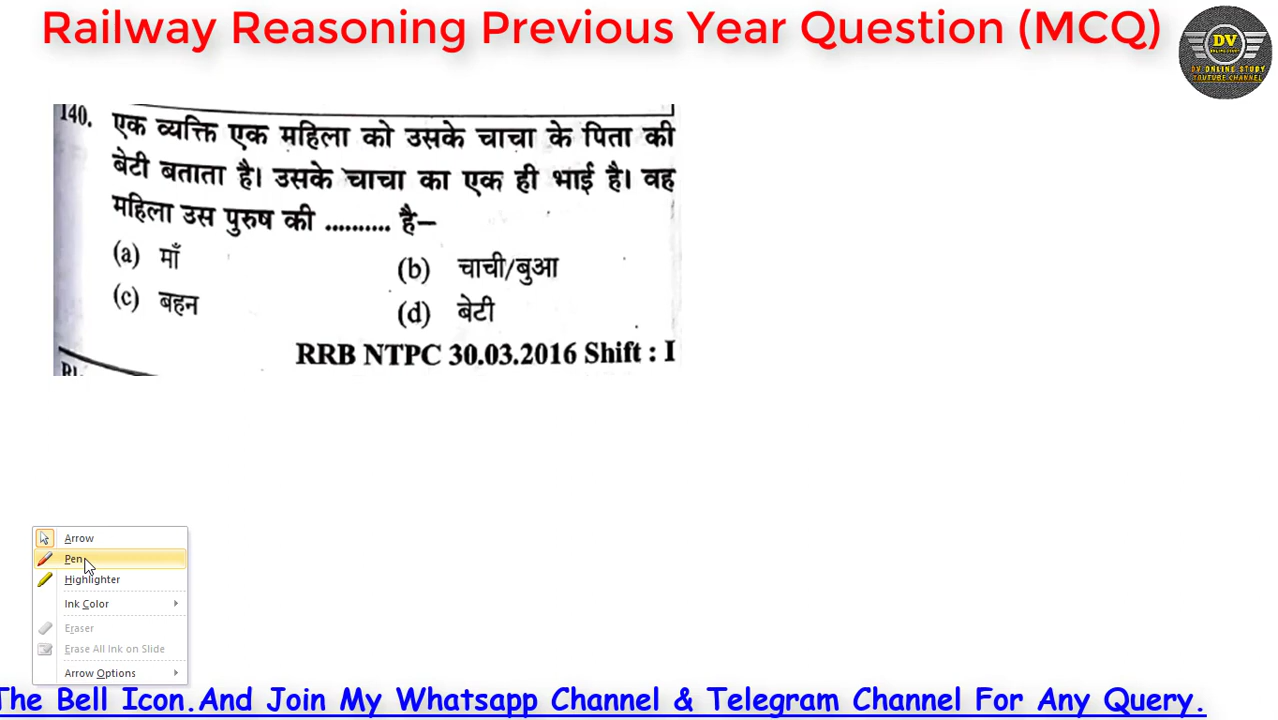 Railway Reasoning Previous Year Question (MCQ)
DV
DV ONLINE STUDY
YOUTUBE CHANNEL
140. एक व्यक्ति एक महिला को उसके चाचा के पिता की
बेटी बताता है। उसके चाचा का एक ही भाई है। वह
महिला उस पुरुष की .......... है–
(a) माँ (b) चाची/बुआ
(c) बहन (d) बेटी
RRB NTPC 30.03.2016 Shift : I
Arrow
Pen
Highlighter
Ink Color
Eraser
Erase All Ink on Slide
Arrow Options
The Bell Icon.And Join My Whatsapp Channel & Telegram Channel For Any Query.